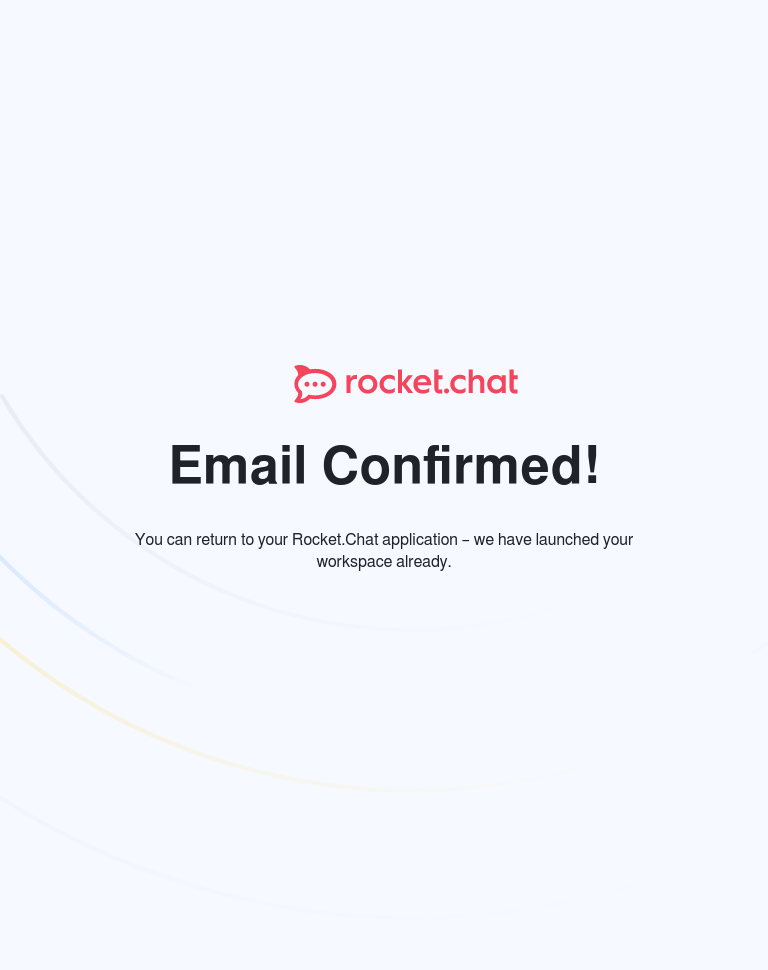 rocket.chat
Email Confirmed!
You can return to your Rocket.Chat application – we have launched your
workspace already.